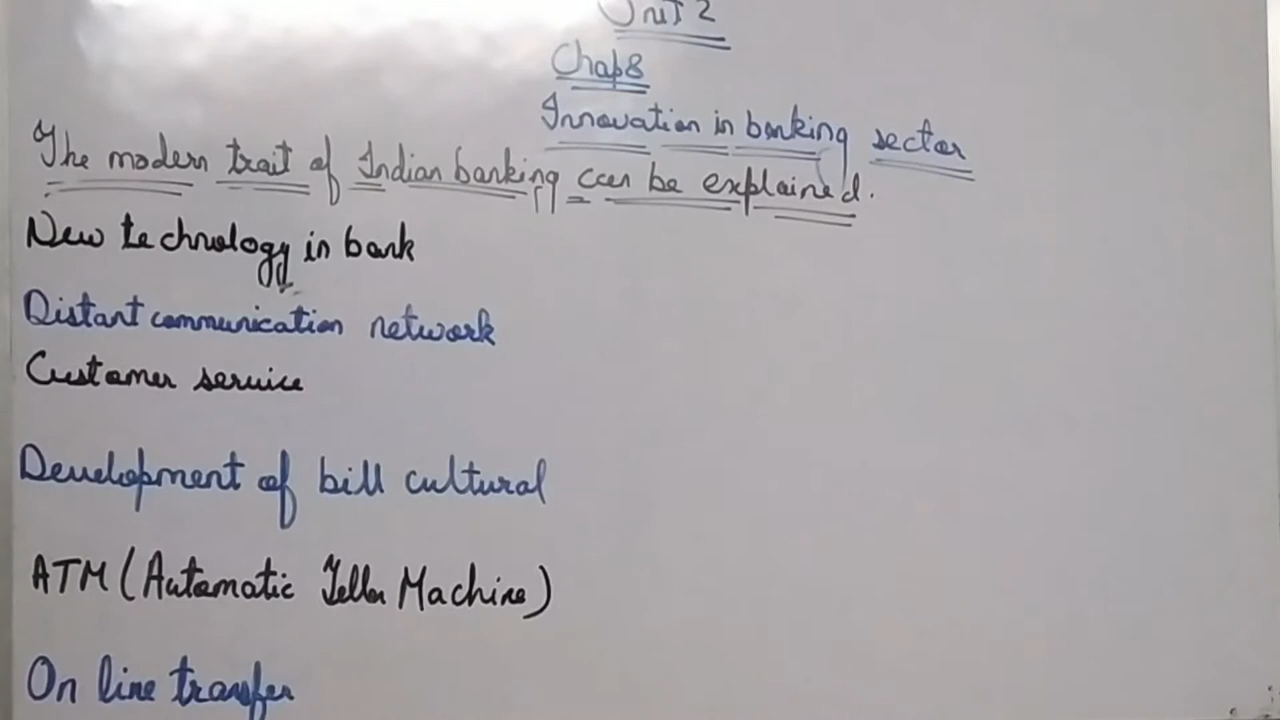 Unit 2
Chap8
Innovation in banking sector
The modern trait of Indian banking can be explained.
New technology in bank
Distant communication network
Customer service
Development of bill cultural
ATM (Automatic Teller Machine)
On line transfer